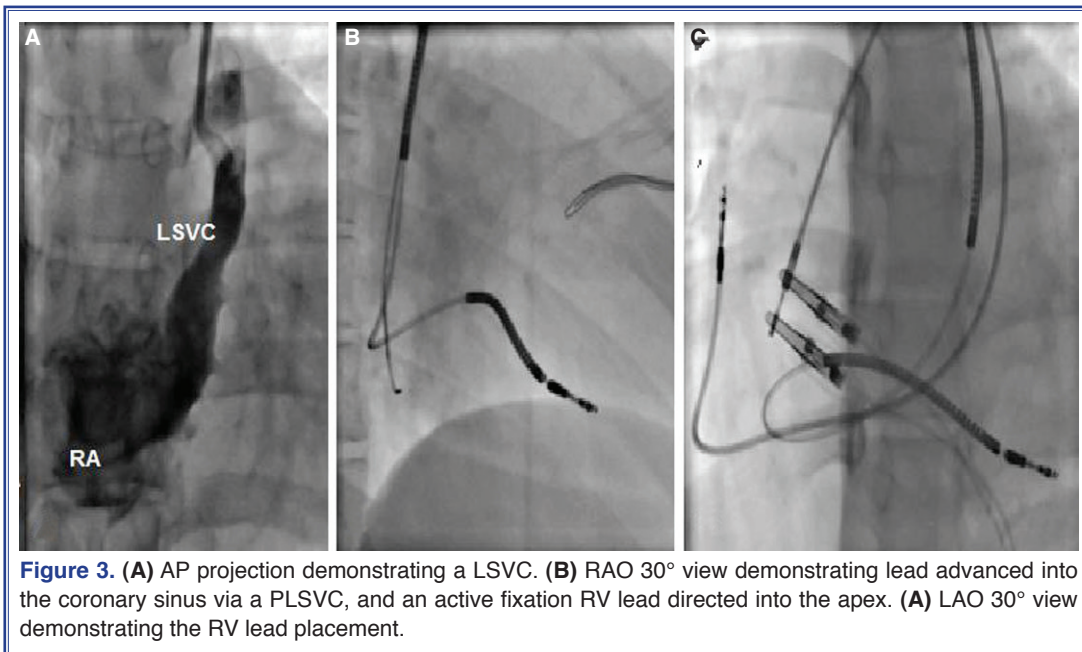 A
B
C
LSVC
RA
Figure 3. (A) AP projection demonstrating a LSVC. (B) RAO 30° view demonstrating lead advanced into
the coronary sinus via a PLSVC, and an active fixation RV lead directed into the apex. (A) LAO 30° view
demonstrating the RV lead placement.